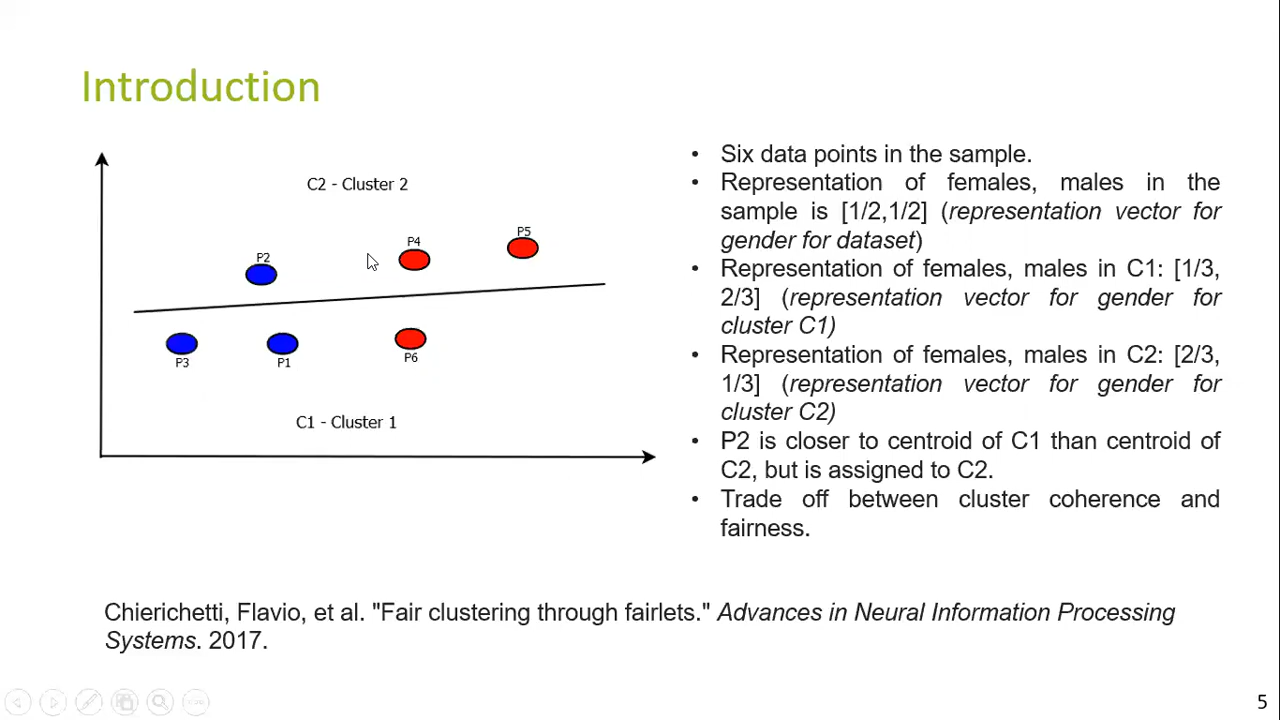 Introduction
C2 - Cluster 2
P5
P4
P2
P3
P1
P6
C1 - Cluster 1
• Six data points in the sample.
• Representation of females, males in the
sample is [1/2,1/2] (representation vector for
gender for dataset)
• Representation of females, males in C1: [1/3,
2/3] (representation vector for gender for
cluster C1)
• Representation of females, males in C2: [2/3,
1/3] (representation vector for gender for
cluster C2)
• P2 is closer to centroid of C1 than centroid of
C2, but is assigned to C2.
• Trade off between cluster coherence and
fairness.
Chierichetti, Flavio, et al. "Fair clustering through fairlets." Advances in Neural Information Processing
Systems. 2017.
5